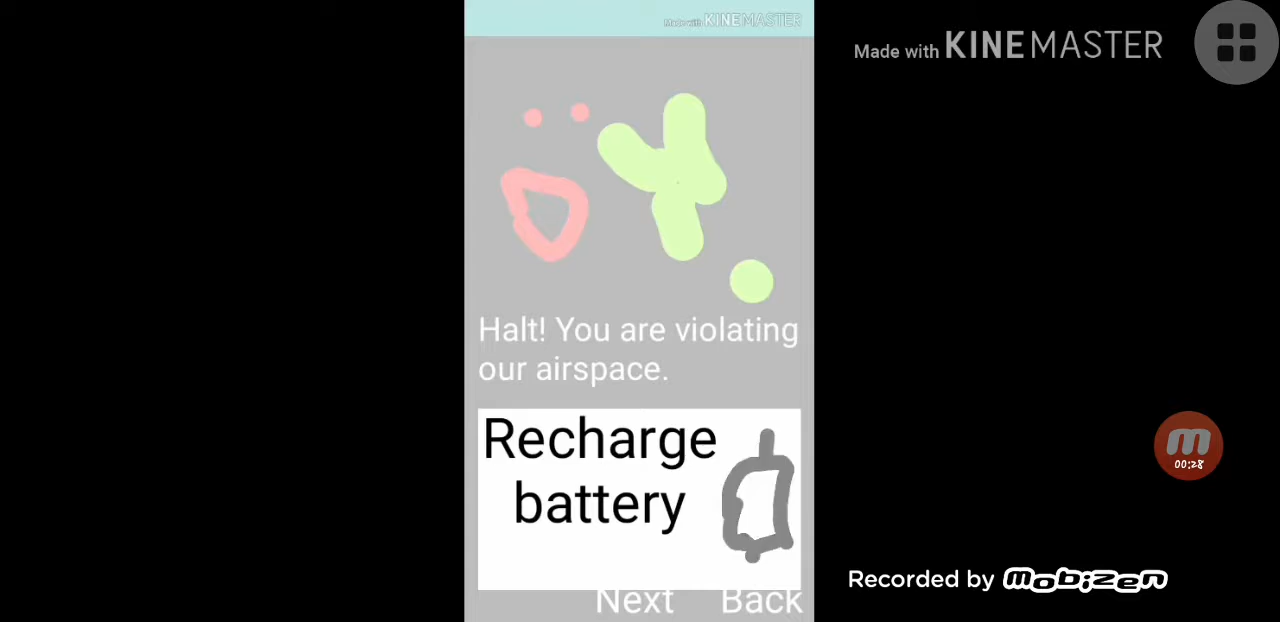 Made with KINEMASTER
Made with KINEMASTER
Halt! You are violating
our airspace.
Recharge
battery
Next Back
00:28
Recorded by mobizen